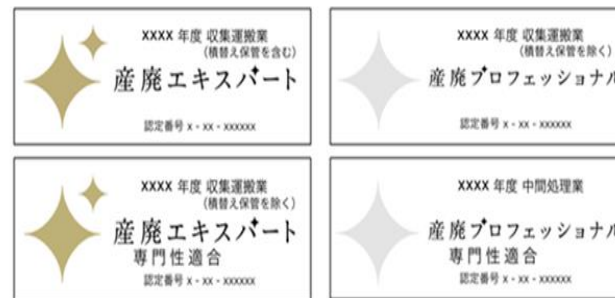 XXXX 年度 収集運搬業
(積替え保管を含む)
産廃エキスパート
認定番号 x - xx - xxxxxx
XXXX 年度 収集運搬業
(積替え保管を除く)
産廃プロフェッショナル
認定番号 x - xx - xxxxxx
XXXX 年度 収集運搬業
(積替え保管を除く)
産廃エキスパート
専門性適合
認定番号 x - xx - xxxxxx
XXXX 年度 中間処理業
産廃プロフェッショナル
専門性適合
認定番号 x - xx - xxxxxx